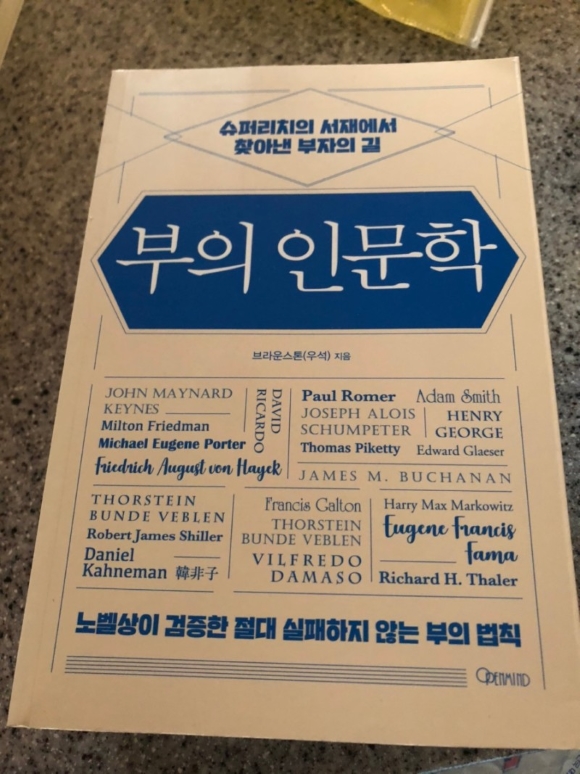 슈퍼리치의 서재에서
찾아낸 부자의 길
부의 인문학
브라운스톤(우석) 지음
JOHN MAYNARD
KEYNES
Milton Friedman
Michael Eugene Porter
Friedrich August von Hayek
DAVID
RICARDO
Paul Romer
JOSEPH ALOIS
SCHUMPETER
Thomas Piketty
Adam Smith
HENRY
GEORGE
Edward Glaeser
JAMES M. BUCHANAN
THORSTEIN
BUNDE VEBLEN
Robert James Shiller
Daniel
Kahneman 韓非子
Francis Galton
THORSTEIN
BUNDE VEBLEN
VILFREDO
DAMASO
Harry Max Markowitz
Eugene Francis
Fama
Richard H. Thaler
노벨상이 검증한 절대 실패하지 않는 부의 법칙
OPENMIND